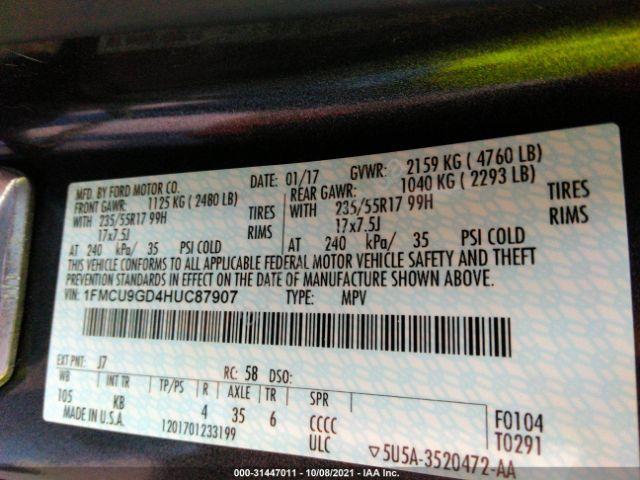 MFD. BY FORD MOTOR CO.
DATE: 01/17 GVWR: 2159 KG ( 4760 LB)
FRONT GAWR: 1125 KG ( 2480 LB) REAR GAWR: 1040 KG ( 2293 LB)
WITH 235/55R17 99H TIRES WITH 235/55R17 99H TIRES
17x7.5J RIMS 17x7.5J RIMS
AT 240 kPa/ 35 PSI COLD AT 240 kPa/ 35 PSI COLD
THIS VEHICLE CONFORMS TO ALL APPLICABLE FEDERAL MOTOR VEHICLE SAFETY AND THEFT
PREVENTION STANDARDS IN EFFECT ON THE DATE OF MANUFACTURE SHOWN ABOVE.
VIN: 1FMCU9GD4HUC87907 TYPE: MPV
EXT PNT: J7 RC: 58 DSO:
WB INT TR TP/PS R AXLE TR SPR
105 KB 4 35 6 CCCC F0104
MADE IN U.S.A. 1201701233199 ULC T0291
▽5U5A-3520472-AA
000-31447011 - 10/08/2021 - IAA Inc.